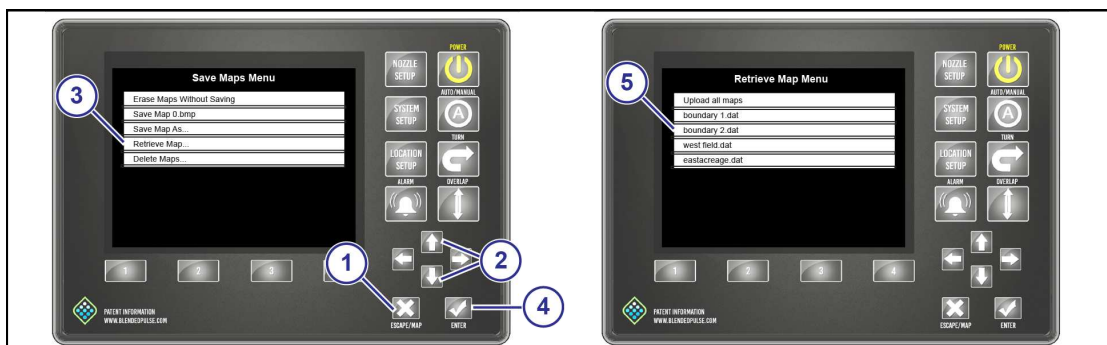 Save Maps Menu
Erase Maps Without Saving
Save Map 0.bmp
Save Map As...
Retrieve Map...
Delete Maps...
3
POWER
NOZZLE
SETUP
AUTO/MANUAL
SYSTEM
SETUP
A
TURN
LOCATION
SETUP
ALARM
OVERLAP
1
2
3
1
2
4
PATENT INFORMATION
WWW.BLENDEDPULSE.COM
ESCAPE/MAP
ENTER
Retrieve Map Menu
Upload all maps
boundary 1.dat
boundary 2.dat
west field.dat
eastacreage.dat
5
POWER
NOZZLE
SETUP
AUTO/MANUAL
SYSTEM
SETUP
A
TURN
LOCATION
SETUP
ALARM
OVERLAP
1
2
3
4
PATENT INFORMATION
WWW.BLENDEDPULSE.COM
ESCAPE/MAP
ENTER